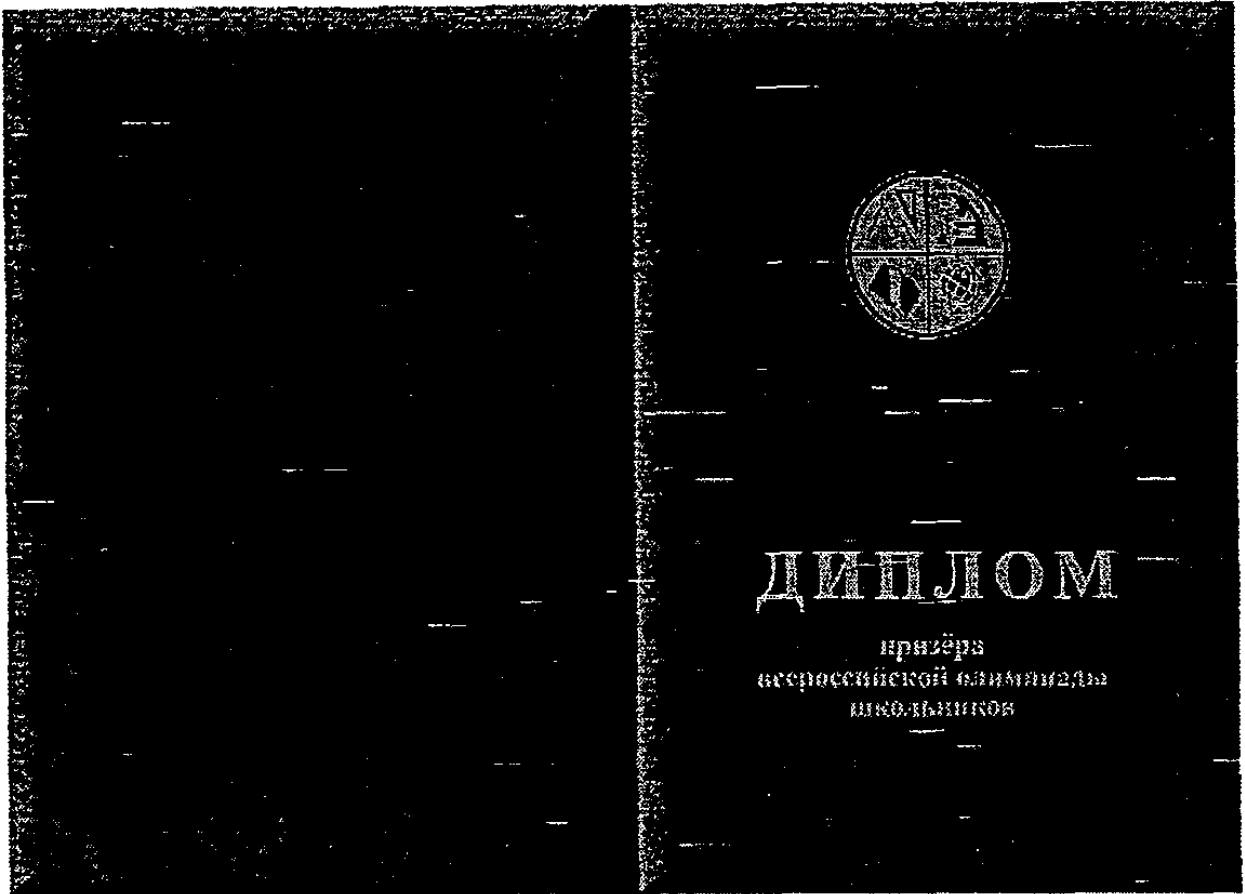 ДИПЛОМ
призёра
всероссийской олимпиады
школьников